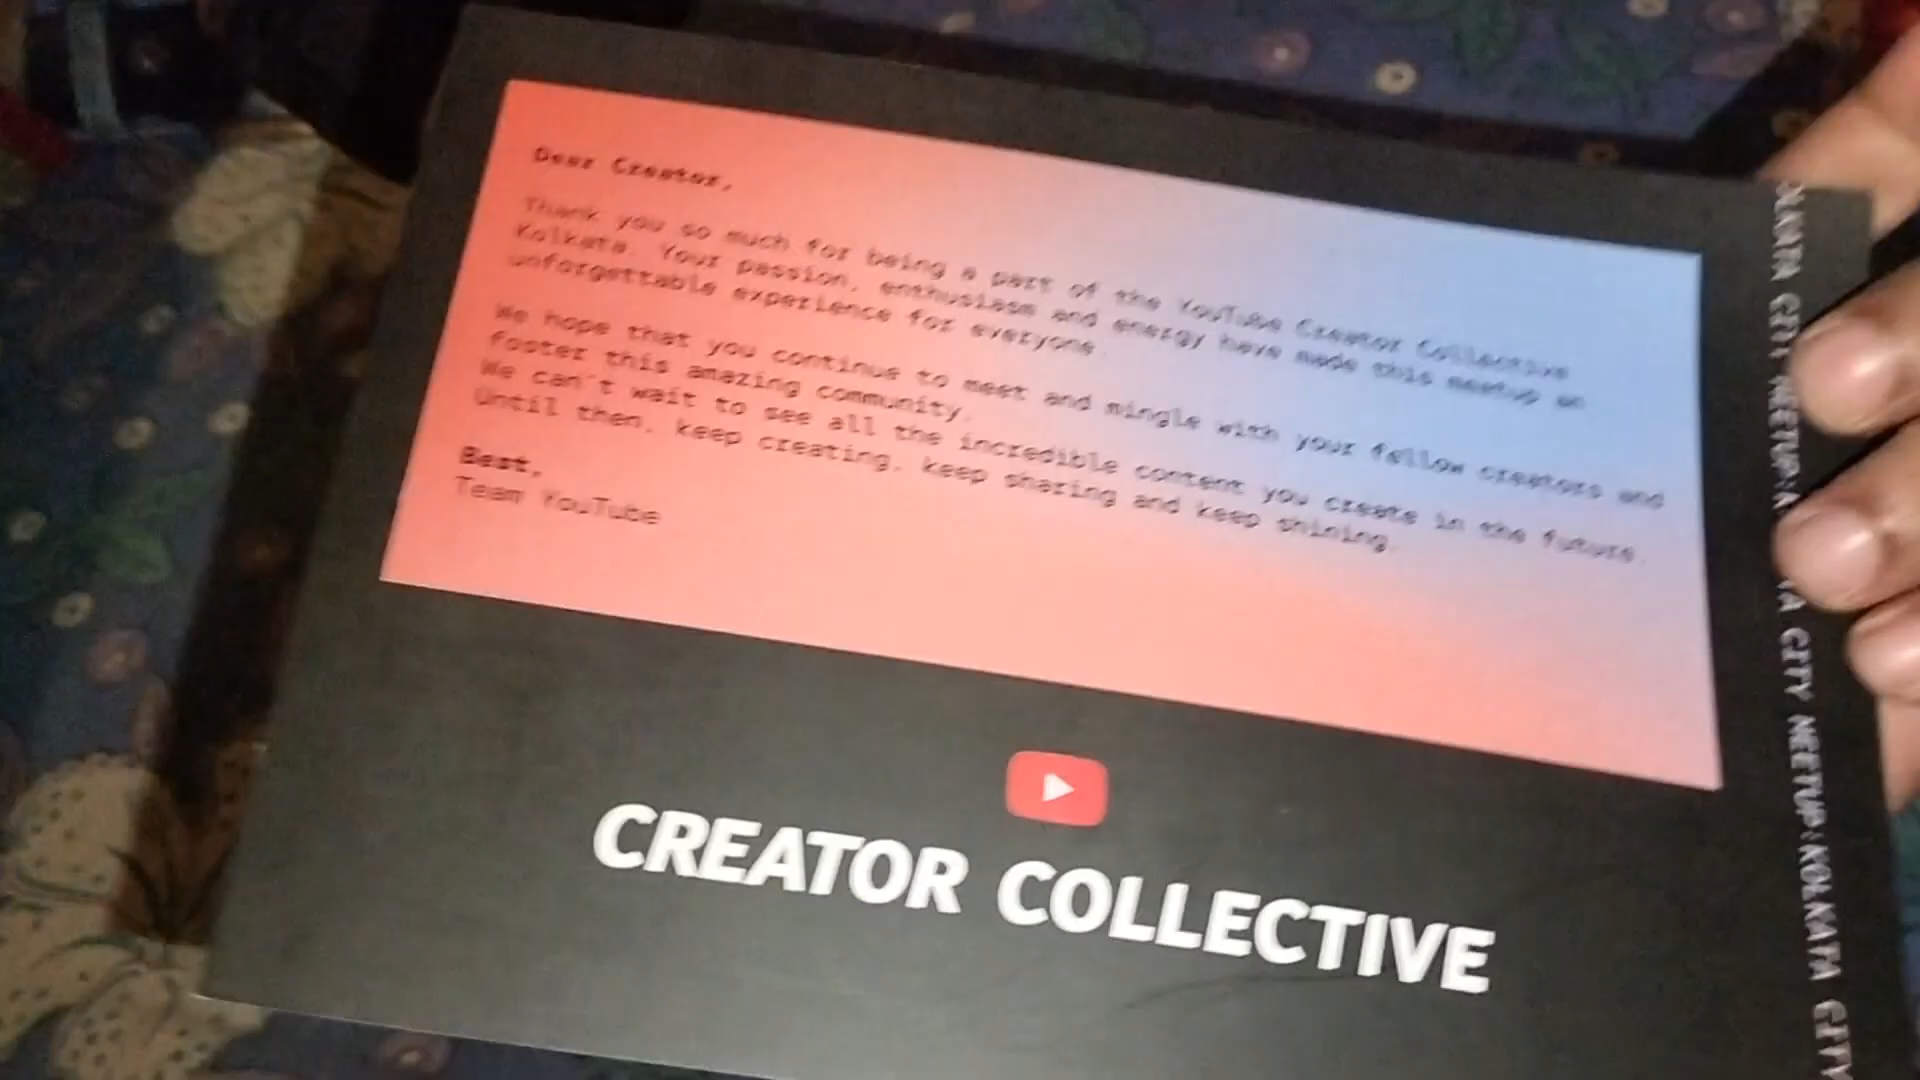 Dear Creator,
Thank you so much for being a part of the YouTube Creator Collective
Kolkata. Your passion, enthusiasm and energy have made this meetup an
unforgettable experience for everyone.
We hope that you continue to meet and mingle with your fellow creators and
foster this amazing community.
We can't wait to see all the incredible content you create in the future.
Until then, keep creating, keep sharing and keep shining.
Best,
Team YouTube
CREATOR COLLECTIVE
CITY MEETUP:KOLKATA CITY